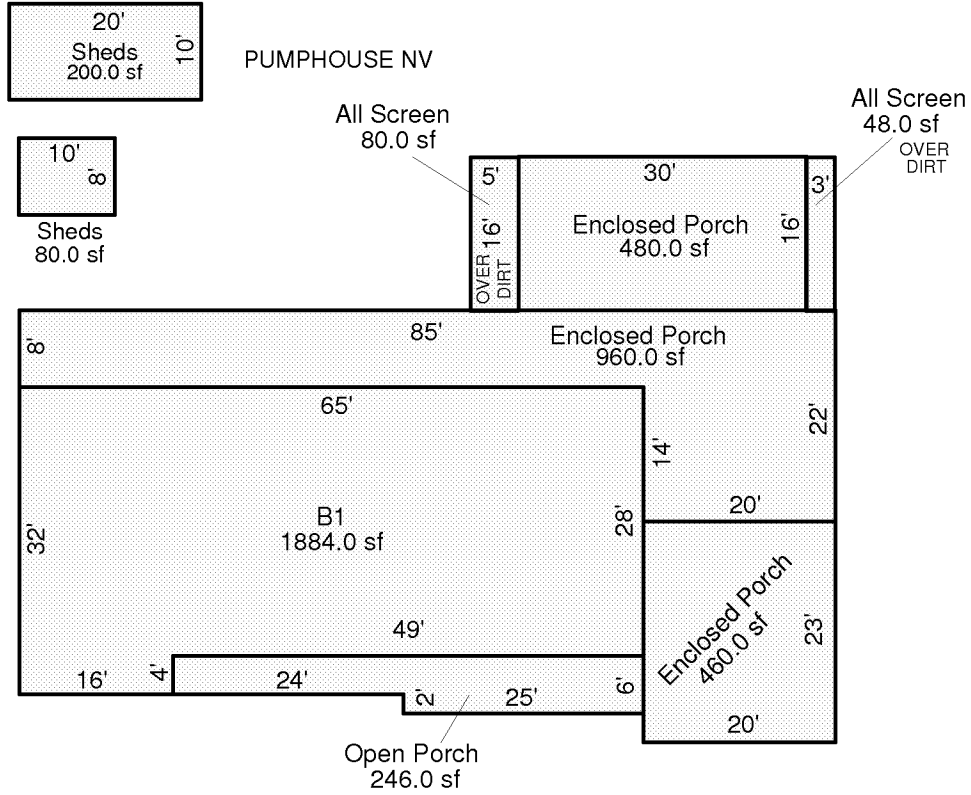 20'
Sheds
200.0 sf
10'
PUMPHOUSE NV
All Screen
80.0 sf
All Screen
48.0 sf
OVER
DIRT
10'
8'
Sheds
80.0 sf
5'
16'
OVER
DIRT
30'
Enclosed Porch
480.0 sf
16'
3'
85'
8'
Enclosed Porch
960.0 sf
22'
65'
14'
20'
B1
1884.0 sf
32'
28'
49'
Enclosed Porch
460.0 sf
23'
16'
4'
24'
2'
25'
6'
20'
Open Porch
246.0 sf